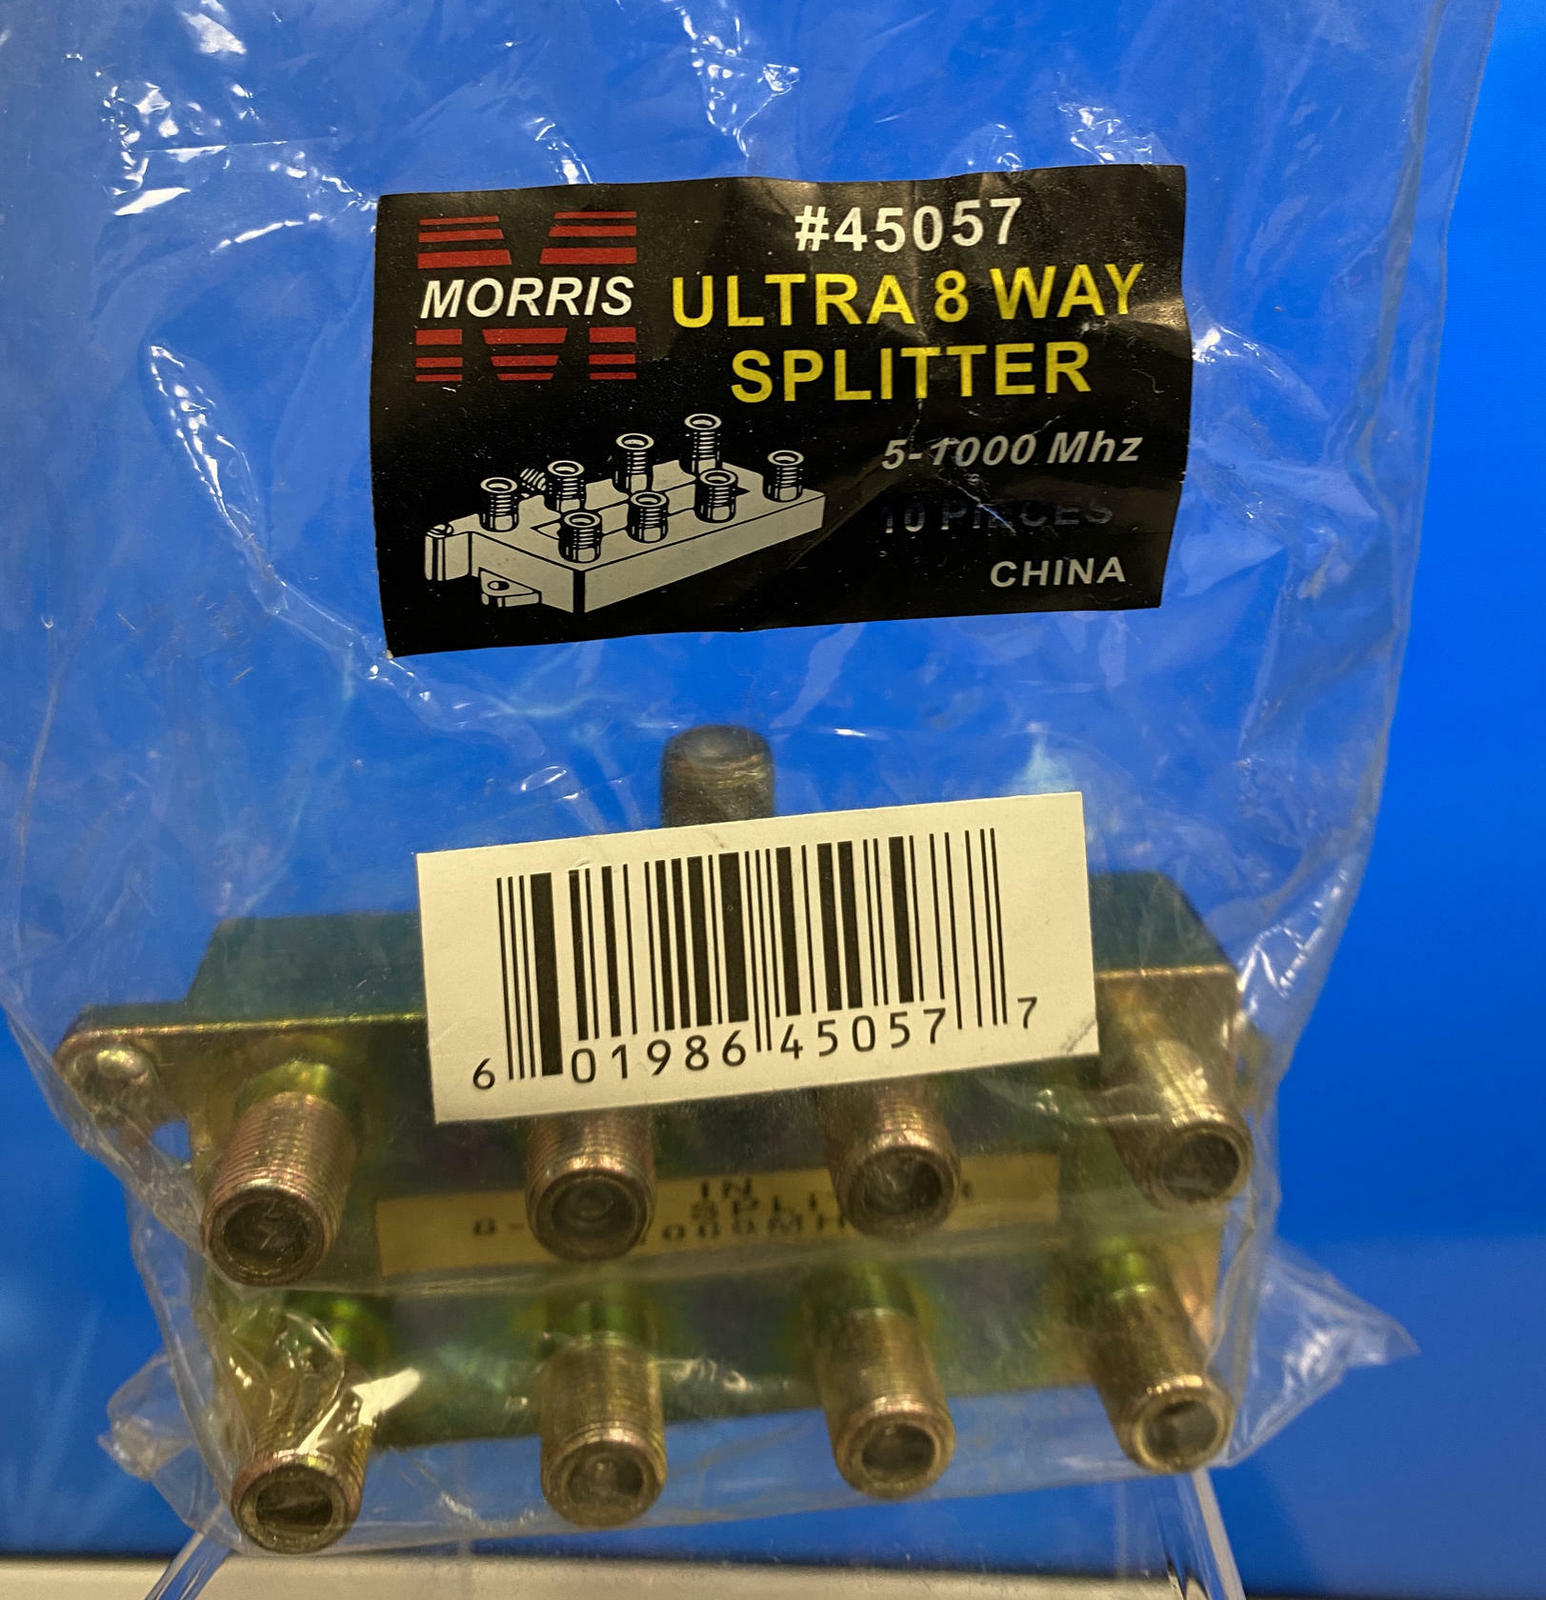 MORRIS
#45057
ULTRA 8 WAY
SPLITTER
5-1000 Mhz
10 PIECES
CHINA
6 01986 45057 7
IN